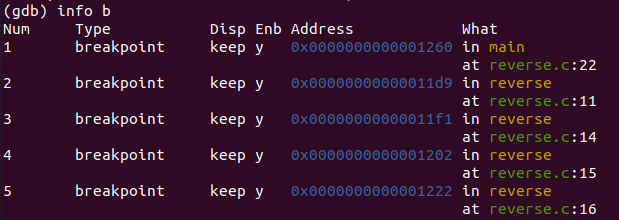 (gdb) info b
Num     Type           Disp Enb Address            What
1       breakpoint     keep y   0x0000000000001260 in main
                                                   at reverse.c:22
2       breakpoint     keep y   0x00000000000011d9 in reverse
                                                   at reverse.c:11
3       breakpoint     keep y   0x00000000000011f1 in reverse
                                                   at reverse.c:14
4       breakpoint     keep y   0x0000000000001202 in reverse
                                                   at reverse.c:15
5       breakpoint     keep y   0x0000000000001222 in reverse
                                                   at reverse.c:16